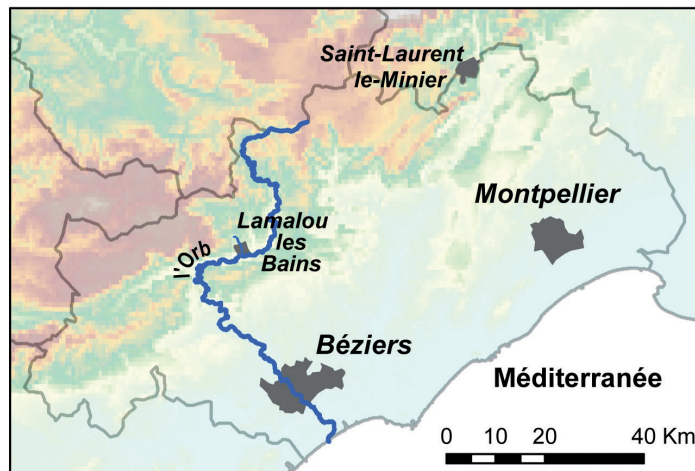 Saint-Laurent
le-Minier
Montpellier
Lamalou
les
Bains
l'Orb
Béziers
Méditerranée
0 10 20 40 Km